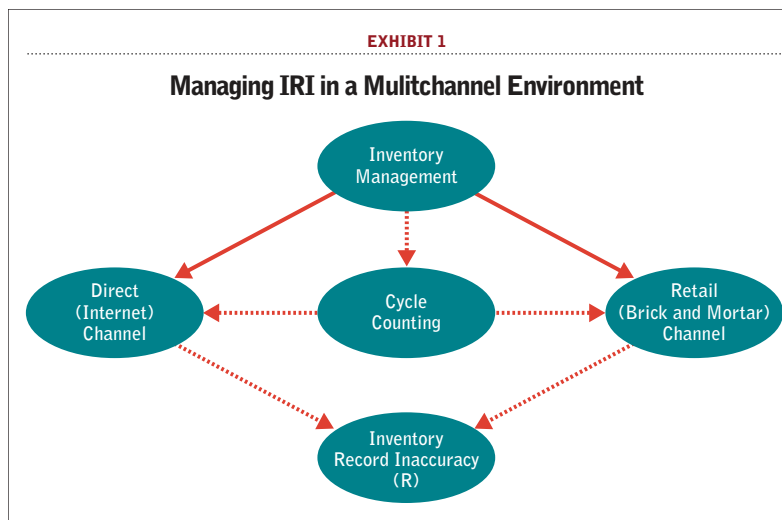 EXHIBIT 1
Managing IRI in a Mulitchannel Environment
Inventory
Management
Direct
(Internet)
Channel
Cycle
Counting
Retail
(Brick and Mortar)
Channel
Inventory
Record Inaccuracy
(R)